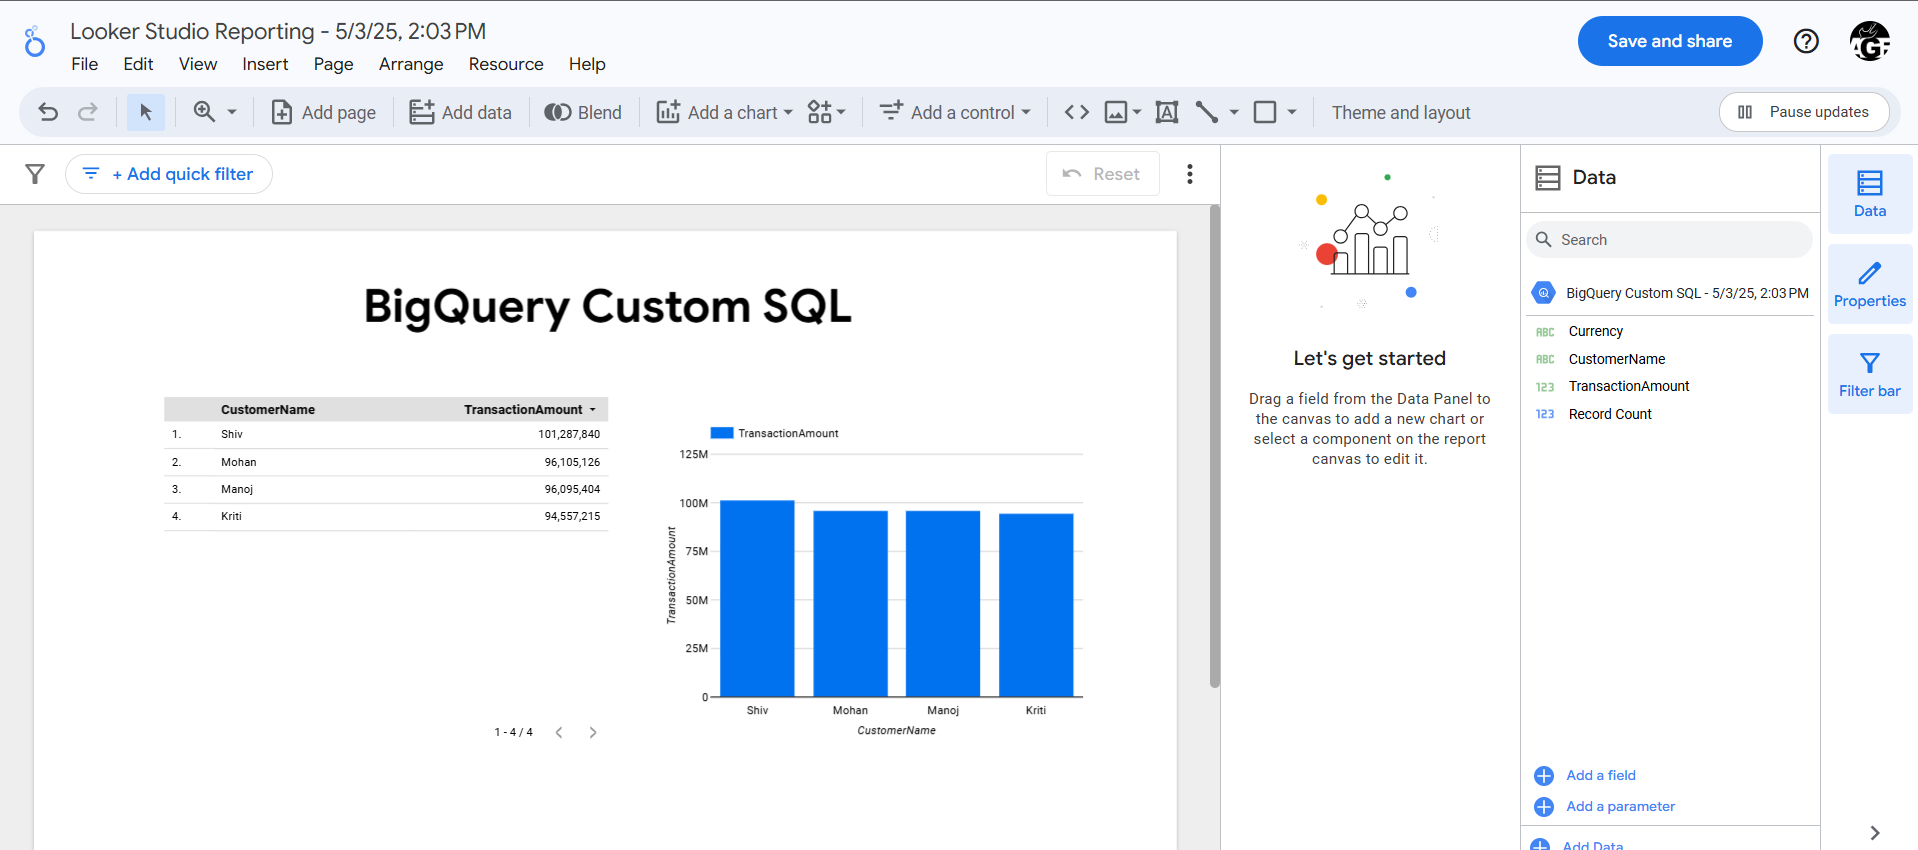 Looker Studio Reporting - 5/3/25, 2:03 PM
File Edit View Insert Page Arrange Resource Help
Save and share
Add page Add data Blend Add a chart Add a control Theme and layout Pause updates
+ Add quick filter
Reset
BigQuery Custom SQL
CustomerName TransactionAmount
1. Shiv 101,287,840
2. Mohan 96,105,126
3. Manoj 96,095,404
4. Kriti 94,557,215
1 - 4 / 4
TransactionAmount
125M
100M
75M
50M
25M
0
TransactionAmount
Shiv Mohan Manoj Kriti
CustomerName
Let's get started
Drag a field from the Data Panel to
the canvas to add a new chart or
select a component on the report
canvas to edit it.
Data
Search
BigQuery Custom SQL - 5/3/25, 2:03 PM
ABC Currency
ABC CustomerName
123 TransactionAmount
123 Record Count
Add a field
Add a parameter
Add Data
Data
Properties
Filter bar